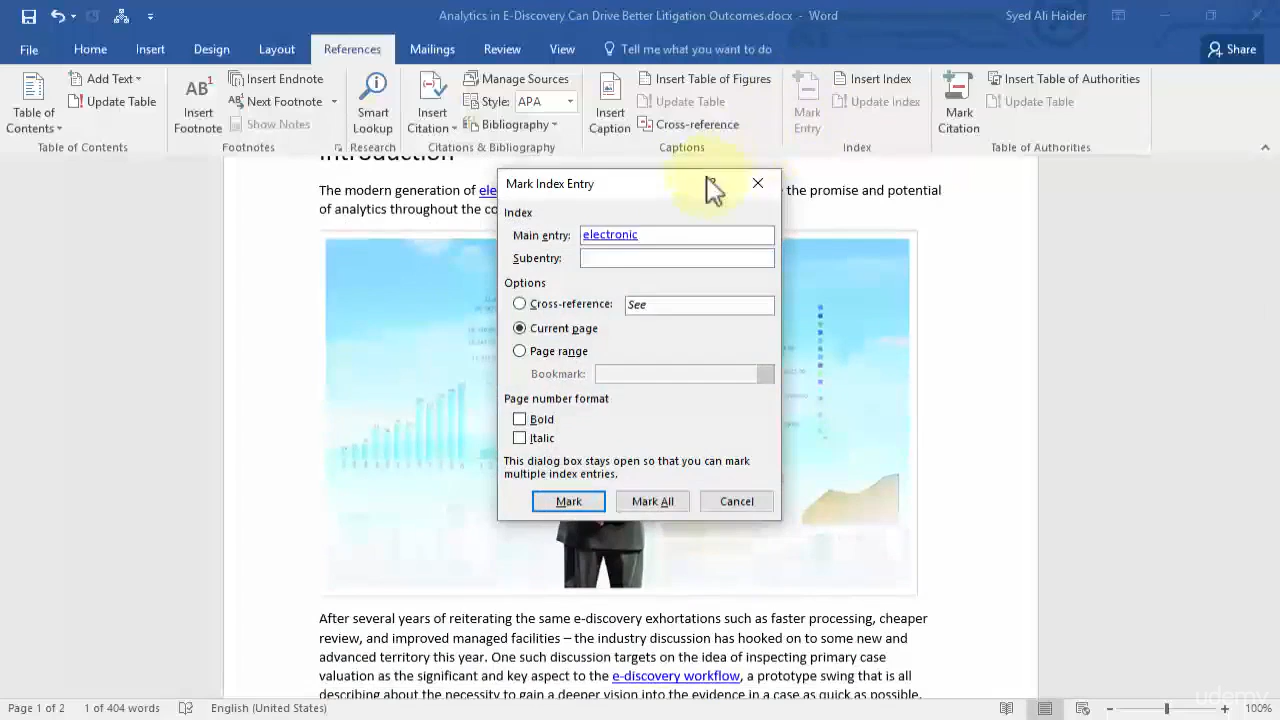 Analytics in E-Discovery Can Drive Better Litigation Outcomes.docx - Word
Syed Ali Haider
File Home Insert Design Layout References Mailings Review View Tell me what you want to do Share
Table of Contents
Add Text
Update Table
Table of Contents
AB1 Insert Footnote
Insert Endnote
AB1 Next Footnote
Show Notes
Footnotes
Smart Lookup
Research
Insert Citation
Manage Sources
Style: APA
Bibliography
Citations & Bibliography
Insert Caption
Insert Table of Figures
Update Table
Cross-reference
Captions
Mark Entry
Insert Index
Update Index
Index
Mark Citation
Insert Table of Authorities
Update Table
Table of Authorities
Introduction
The modern generation of ele
the promise and potential
of analytics throughout the co
Mark Index Entry
Index
Main entry: electronic
Subentry:
Options
Cross-reference: See
Current page
Page range
Bookmark:
Page number format
Bold
Italic
This dialog box stays open so that you can mark
multiple index entries.
Mark Mark All Cancel
After several years of reiterating the same e-discovery exhortations such as faster processing, cheaper
review, and improved managed facilities – the industry discussion has hooked on to some new and
advanced territory this year. One such discussion targets on the idea of inspecting primary case
valuation as the significant and key aspect to the e-discovery workflow, a prototype swing that is all
describing about the necessity to gain a deeper vision into the evidence in a case as quick as possible.
Page 1 of 2 1 of 404 words English (United States) 100%
udemy